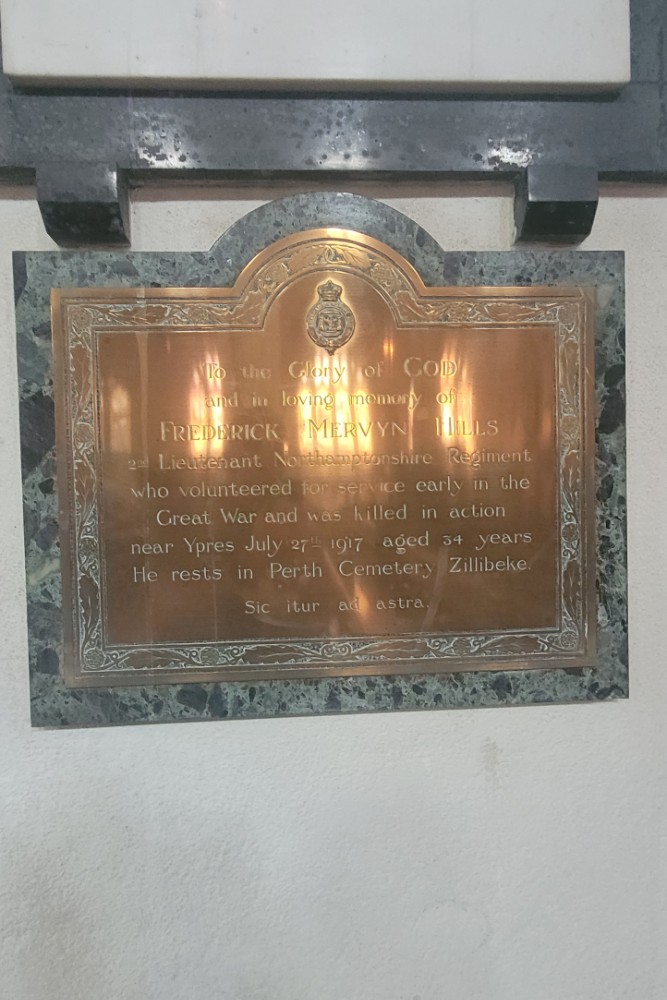 To the Glory of GOD
and in loving memory of
FREDERICK MERVYN HILLS
2nd Lieutenant Northamptonshire Regiment
who volunteered for service early in the
Great War and was killed in action
near Ypres July 27th 1917 aged 34 years
He rests in Perth Cemetery Zillibeke.
Sic itur ad astra.